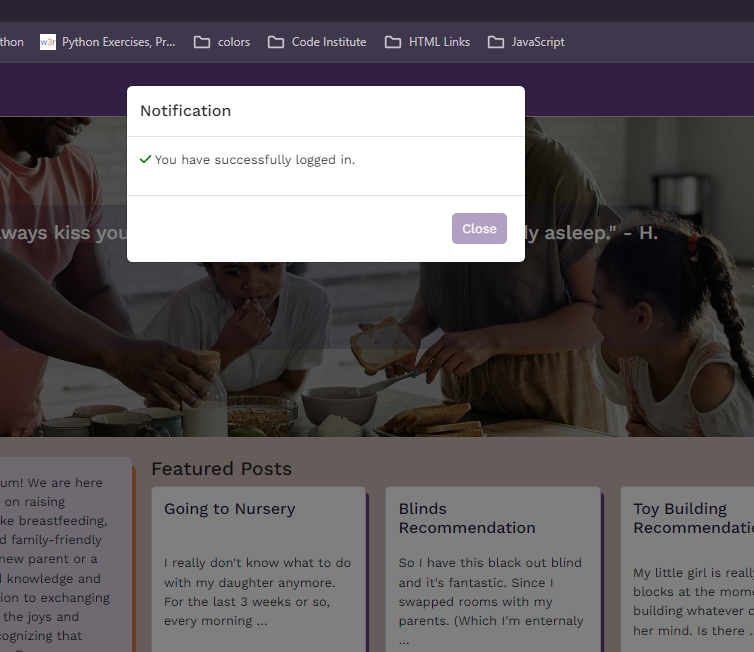 thon w3r Python Exercises, Pr... colors Code Institute HTML Links JavaScript
Notification
You have successfully logged in.
ways kiss you ly asleep." - H.
Close
Featured Posts
um! We are here
on raising
ke breastfeeding,
d family-friendly
new parent or a
d knowledge and
ion to exchanging
the joys and
cognizing that
Going to Nursery
I really don't know what to do
with my daughter anymore.
For the last 3 weeks or so,
every morning ...
Blinds
Recommendation
So I have this black out blind
and it's fantastic. Since I
swapped rooms with my
parents. (Which I'm enternaly
...
Toy Building
Recommendatio
My little girl is really
blocks at the mome
building whatever c
her mind. Is there .